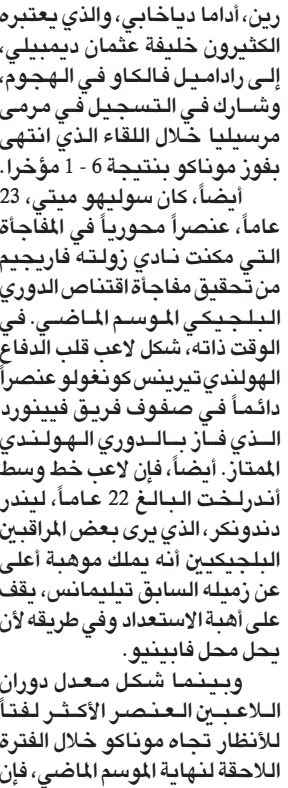 رين، أداما دياخابي، والذي يعتبره
الكثيرون خليفة عثمان ديمبيلي،
إلى راداميل فالكاو في الهجوم،
وشارك في التسجيل في مرمى
مرسيليا خلال اللقاء الذي انتهى
بفوز موناكو بنتيجة 6 - 1 مؤخرا.
أيضاً، كان سوليهو ميتي، 23
عاماً، عنصراً محورياً في المفاجأة
التي مكنت نادي زولته فاريجيم
من تحقيق مفاجأة اقتناص الدوري
البلجيكي الموسم الماضي. في
الوقت ذاته، شكل لاعب قلب الدفاع
الهولندي تيرينس كونغولو عنصراً
دائماً في صفوف فريق فيينورد
الذي فاز بالدوري الهولندي
الممتاز. أيضاً، فإن لاعب خط وسط
أندرلخت البالغ 22 عاماً، ليندر
دندونكر، الذي يرى بعض المراقبين
البلجيكيين أنه يملك موهبة أعلى
عن زميله السابق تيليمانس، يقف
على أهبة الاستعداد وفي طريقه لأن
يحل محل فابينيو.
وبينما شكل معدل دوران
اللاعبين العنصر الأكثر لفتاً
للأنظار تجاه موناكو خلال الفترة
اللاحقة لنهاية الموسم الماضي، فإن